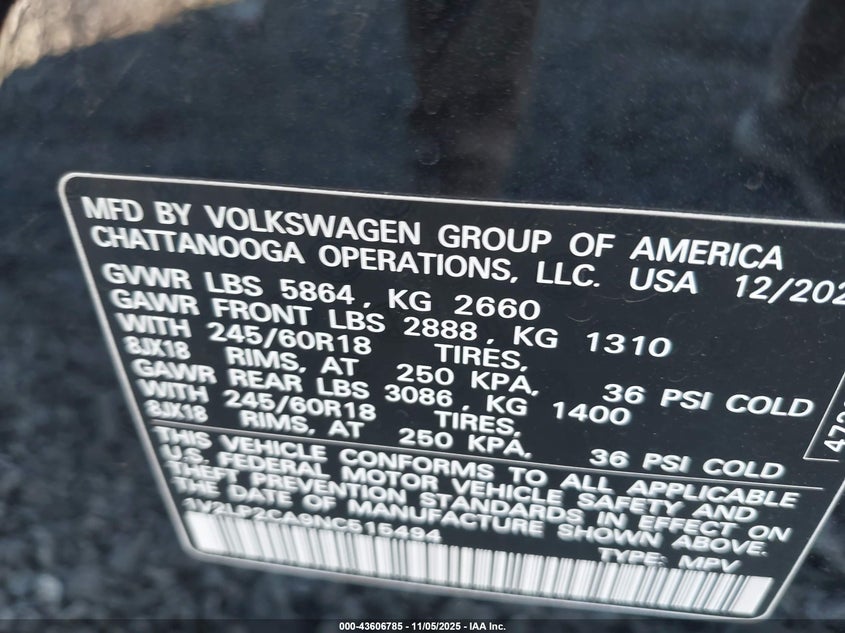 MFD BY VOLKSWAGEN GROUP OF AMERICA
CHATTANOOGA OPERATIONS, LLC. USA 12/202
GVWR LBS 5864, KG 2660
GAWR FRONT LBS 2888, KG 1310
WITH 245/60R18 TIRES,
8JX18 RIMS, AT 250 KPA, 36 PSI COLD
GAWR REAR LBS 3086, KG 1400
WITH 245/60R18 TIRES,
8JX18 RIMS, AT 250 KPA, 36 PSI COLD
THIS VEHICLE CONFORMS TO ALL APPLICABLE
U.S. FEDERAL MOTOR VEHICLE SAFETY AND
THEFT PREVENTION STANDARDS IN EFFECT ON
THE DATE OF MANUFACTURE SHOWN ABOVE.
1V2LP2CA9NC515494 TYPE: MPV
000-43606785 - 11/05/2025 - IAA Inc.